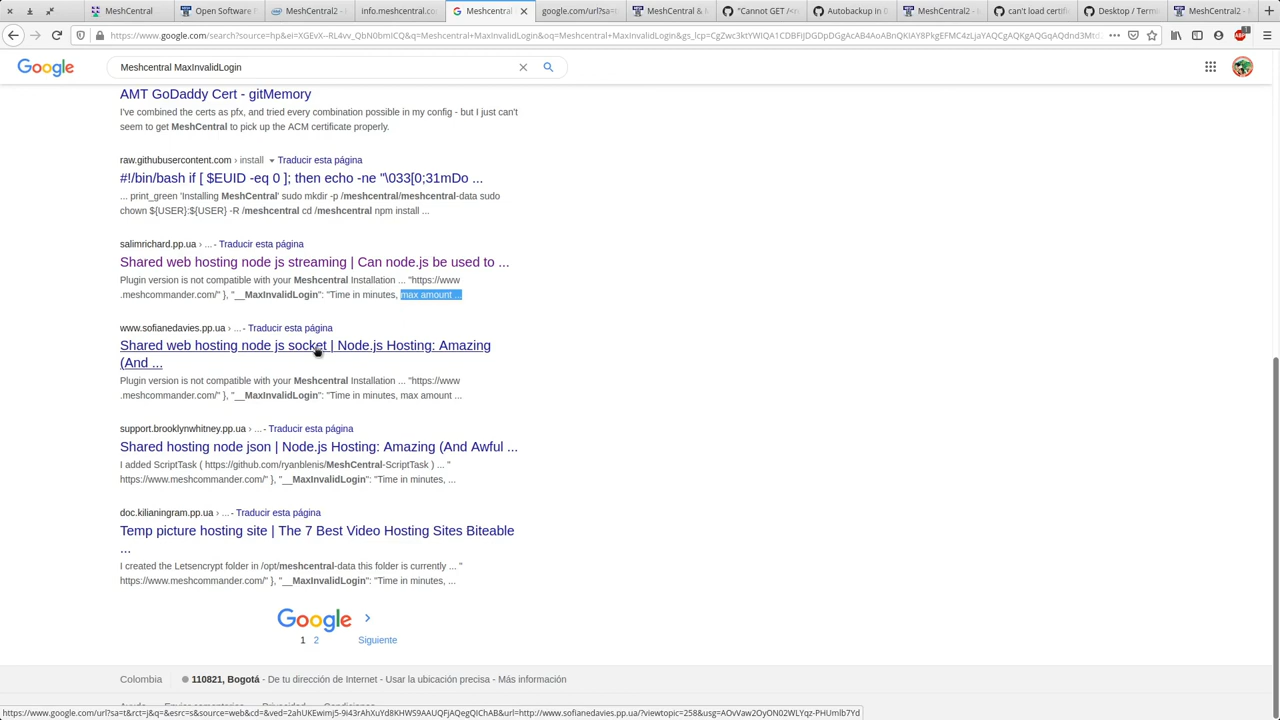 MeshCentral
Open Software P
MeshCentral2 -
info.meshcentral.co
Meshcentral
google.com/url?sa=t
MeshCentral & M
"Cannot GET /<n
Autobackup in 0
MeshCentral2 -
can't load certif
Desktop / Termi
MeshCentral2 -
Google
Meshcentral MaxInvalidLogin
AMT GoDaddy Cert - gitMemory
I've combined the certs as pfx, and tried every combination possible in my config - but I just can't
seem to get MeshCentral to pick up the ACM certificate properly.
raw.githubusercontent.com › install Traducir esta página
#!/bin/bash if [ $EUID -eq 0 ]; then echo -ne "\033[0;31mDo ...
... print_green 'Installing MeshCentral' sudo mkdir -p /meshcentral/meshcentral-data sudo
chown ${USER}:${USER} -R /meshcentral cd /meshcentral npm install ...
salimrichard.pp.ua › ... - Traducir esta página
Shared web hosting node js streaming | Can node.js be used to ...
Plugin version is not compatible with your Meshcentral Installation ... "https://www
.meshcommander.com/" }, "__MaxInvalidLogin": "Time in minutes, max amount ...
www.sofianedavies.pp.ua › ... - Traducir esta página
Shared web hosting node js socket | Node.js Hosting: Amazing
(And ...
Plugin version is not compatible with your Meshcentral Installation ... "https://www
.meshcommander.com/" }, "__MaxInvalidLogin": "Time in minutes, max amount ...
support.brooklynwhitney.pp.ua › ... - Traducir esta página
Shared hosting node json | Node.js Hosting: Amazing (And Awful ...
I added ScriptTask ( https://github.com/ryanblenis/MeshCentral-ScriptTask ) ... "
https://www.meshcommander.com/" }, "__MaxInvalidLogin": "Time in minutes, ...
doc.kilianingram.pp.ua › ... - Traducir esta página
Temp picture hosting site | The 7 Best Video Hosting Sites Biteable
...
I created the Letsencrypt folder in /opt/meshcentral-data this folder is currently ... "
https://www.meshcommander.com/" }, "__MaxInvalidLogin": "Time in minutes, ...
Google >
1 2 Siguiente
Colombia 110821, Bogotá - De tu dirección de Internet - Usar la ubicación precisa - Más información